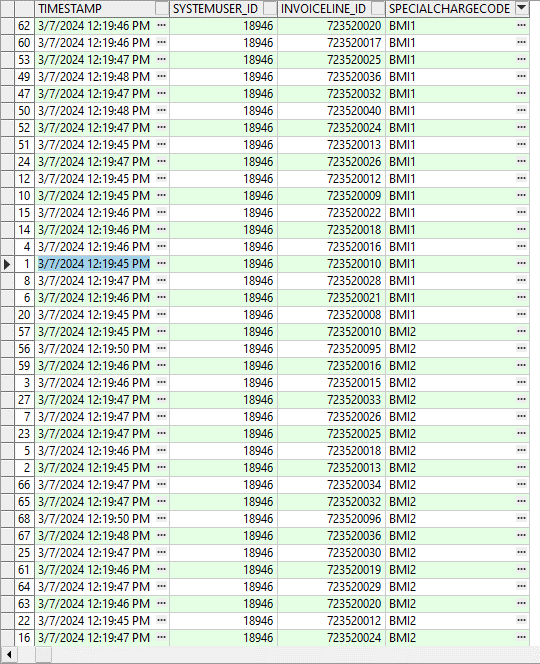 TIMESTAMP SYSTEMUSER_ID INVOICELINE_ID SPECIALCHARGECODE
62 3/7/2024 12:19:46 PM ... 18946 723520020 BMI1 ...
60 3/7/2024 12:19:46 PM ... 18946 723520017 BMI1 ...
53 3/7/2024 12:19:47 PM ... 18946 723520025 BMI1 ...
49 3/7/2024 12:19:48 PM ... 18946 723520036 BMI1 ...
47 3/7/2024 12:19:47 PM ... 18946 723520032 BMI1 ...
50 3/7/2024 12:19:48 PM ... 18946 723520040 BMI1 ...
52 3/7/2024 12:19:47 PM ... 18946 723520024 BMI1 ...
51 3/7/2024 12:19:45 PM ... 18946 723520013 BMI1 ...
24 3/7/2024 12:19:47 PM ... 18946 723520026 BMI1 ...
12 3/7/2024 12:19:45 PM ... 18946 723520012 BMI1 ...
10 3/7/2024 12:19:45 PM ... 18946 723520009 BMI1 ...
15 3/7/2024 12:19:46 PM ... 18946 723520022 BMI1 ...
14 3/7/2024 12:19:46 PM ... 18946 723520018 BMI1 ...
4 3/7/2024 12:19:46 PM ... 18946 723520016 BMI1 ...
1 3/7/2024 12:19:45 PM ... 18946 723520010 BMI1 ...
8 3/7/2024 12:19:47 PM ... 18946 723520028 BMI1 ...
6 3/7/2024 12:19:46 PM ... 18946 723520021 BMI1 ...
20 3/7/2024 12:19:45 PM ... 18946 723520008 BMI1 ...
57 3/7/2024 12:19:45 PM ... 18946 723520010 BMI2 ...
56 3/7/2024 12:19:50 PM ... 18946 723520095 BMI2 ...
59 3/7/2024 12:19:46 PM ... 18946 723520016 BMI2 ...
3 3/7/2024 12:19:46 PM ... 18946 723520015 BMI2 ...
27 3/7/2024 12:19:47 PM ... 18946 723520033 BMI2 ...
7 3/7/2024 12:19:47 PM ... 18946 723520026 BMI2 ...
23 3/7/2024 12:19:47 PM ... 18946 723520025 BMI2 ...
5 3/7/2024 12:19:46 PM ... 18946 723520018 BMI2 ...
2 3/7/2024 12:19:45 PM ... 18946 723520013 BMI2 ...
66 3/7/2024 12:19:47 PM ... 18946 723520034 BMI2 ...
65 3/7/2024 12:19:47 PM ... 18946 723520032 BMI2 ...
68 3/7/2024 12:19:50 PM ... 18946 723520096 BMI2 ...
67 3/7/2024 12:19:48 PM ... 18946 723520036 BMI2 ...
25 3/7/2024 12:19:47 PM ... 18946 723520030 BMI2 ...
61 3/7/2024 12:19:46 PM ... 18946 723520019 BMI2 ...
64 3/7/2024 12:19:47 PM ... 18946 723520029 BMI2 ...
63 3/7/2024 12:19:46 PM ... 18946 723520020 BMI2 ...
22 3/7/2024 12:19:45 PM ... 18946 723520012 BMI2 ...
16 3/7/2024 12:19:47 PM ... 18946 723520024 BMI2 ...